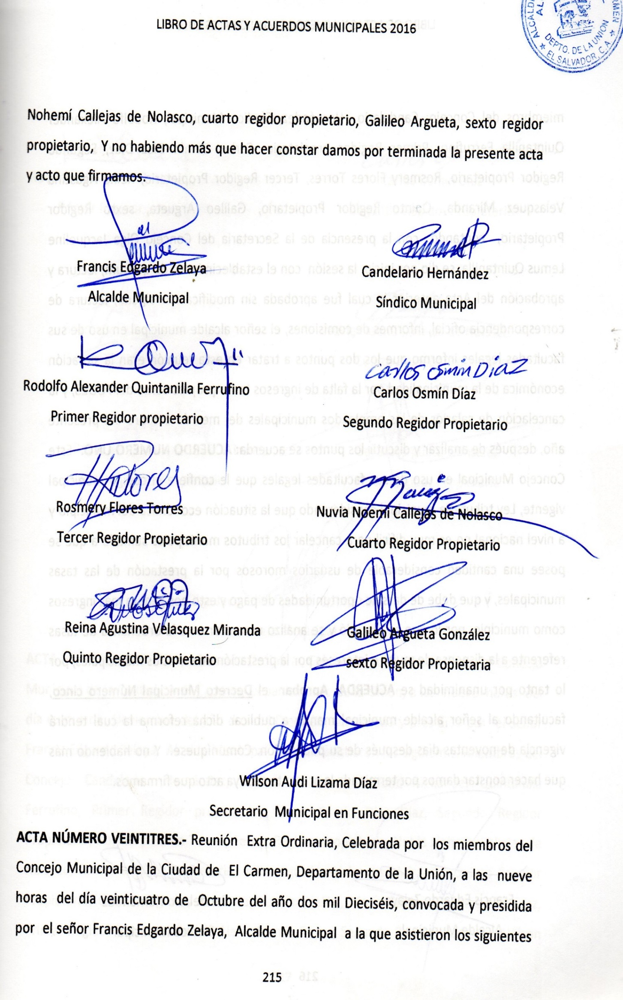 LIBRO DE ACTAS Y ACUERDOS MUNICIPALES 2016
ALCALD
AL
RMEN
DEPTO. DE LA UNION
EL SALVADOR, C.A.
Nohemí Callejas de Nolasco, cuarto regidor propietario, Galileo Argueta, sexto regidor
propietario, Y no habiendo más que hacer constar damos por terminada la presente acta
y acto que firmamos.
Francis Edgardo Zelaya
Candelario Hernández
Alcalde Municipal
Síndico Municipal
Carlos Osmin Díaz
Rodolfo Alexander Quintanilla Ferrufino
Carlos Osmín Díaz
Primer Regidor propietario
Segundo Regidor Propietario
Rosmery Flores Torres
Nuvia Noemí Callejas de Nolasco
Tercer Regidor Propietario
Cuarto Regidor Propietario
Reina Agustina Velasquez Miranda
Galileo Argueta González
Quinto Regidor Propietario
sexto Regidor Propietaria
Wilson Audi Lizama Díaz
Secretario Municipal en Funciones
ACTA NÚMERO VEINTITRES.- Reunión Extra Ordinaria, Celebrada por los miembros del
Concejo Municipal de la Ciudad de El Carmen, Departamento de la Unión, a las nueve
horas del día veinticuatro de Octubre del año dos mil Dieciséis, convocada y presidida
por el señor Francis Edgardo Zelaya, Alcalde Municipal a la que asistieron los siguientes
215